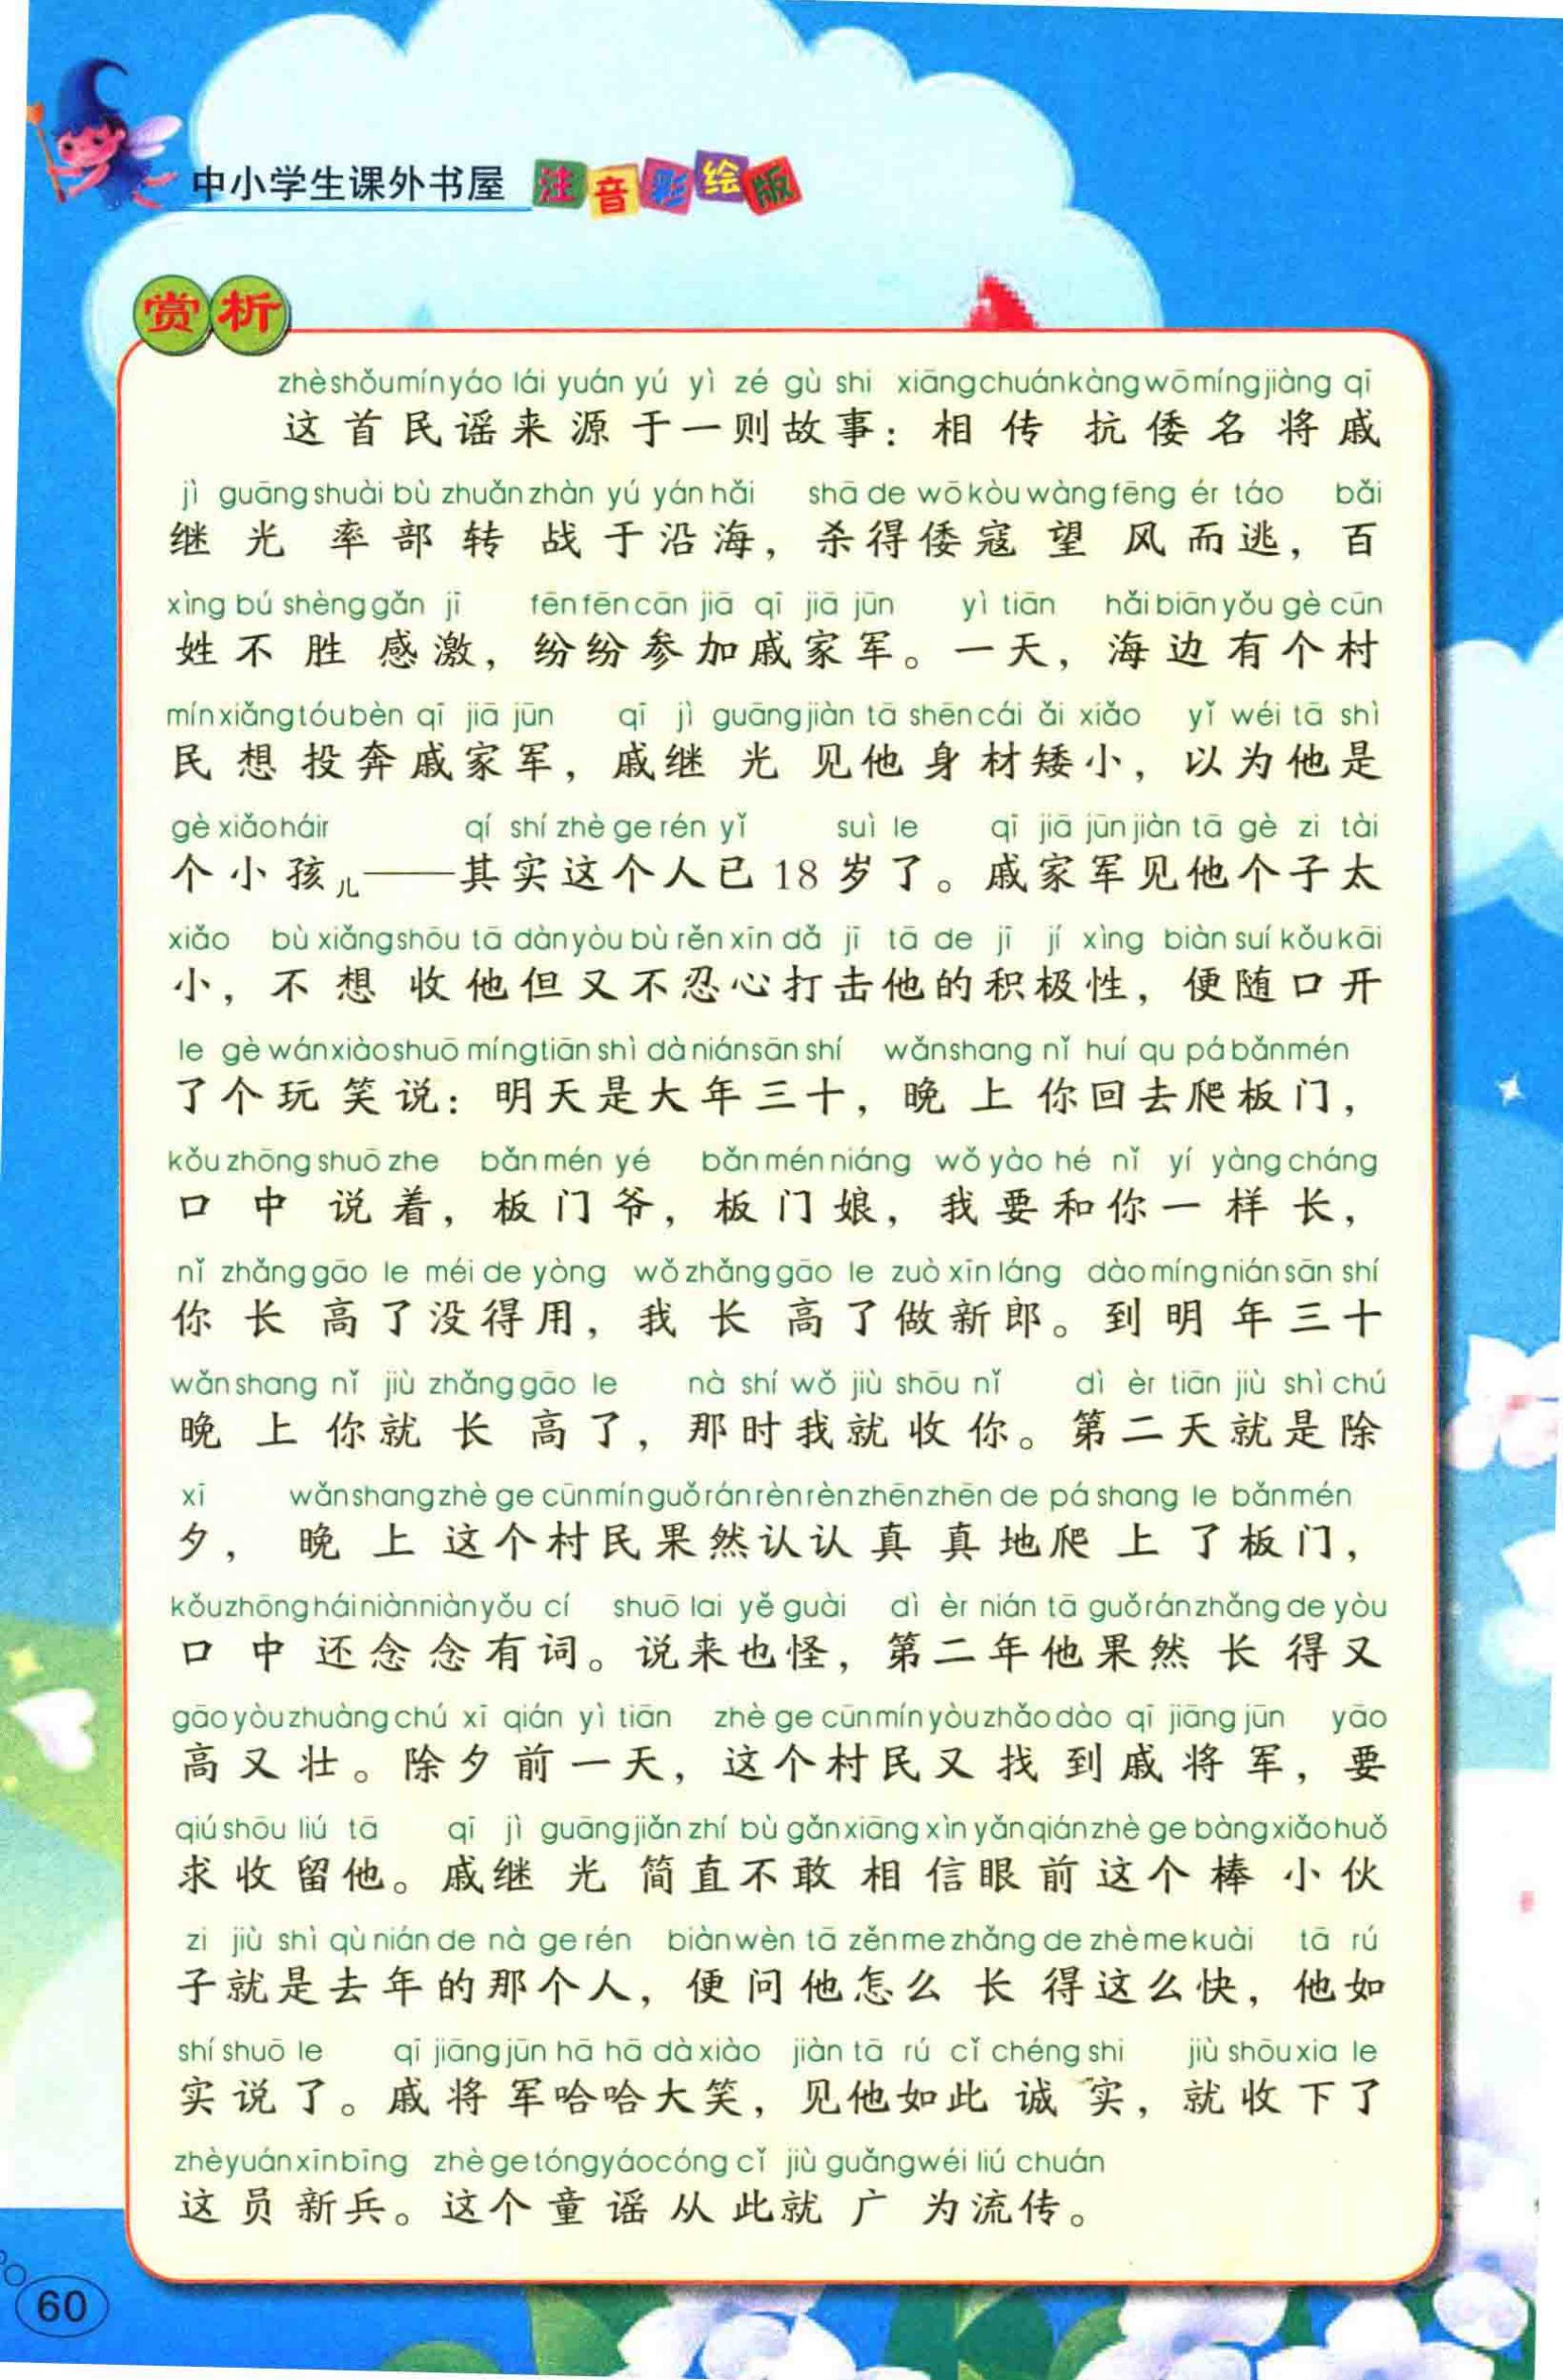 中小学生课外书屋 注音彩绘版
赏析
zhèshǒumínyáo lái yuán yú yì zé gù shi xiāngchuánkàngwōmíngjiàng qī
这首民谣来源于一则故事：相传抗倭名将戚
jì guāng shuài bù zhuǎn zhàn yú yán hǎi shā de wō kòu wàng fēng ér táo bǎi
继光率部转战于沿海，杀得倭寇望风而逃，百
xìng bú shèng gǎn jī fēn fēn cān jiā qī jiā jūn yì tiān hǎi biān yǒu gè cūn
姓不胜感激，纷纷参加戚家军。一天，海边有个村
mín xiǎng tóu bèn qī jiā jūn qī jì guāng jiàn tā shēn cái ǎi xiǎo yǐ wéi tā shì
民想投奔戚家军，戚继光见他身材矮小，以为他是
gè xiǎo háir qí shí zhè ge rén yǐ suì le qī jiā jūn jiàn tā gè zi tài
个小孩儿——其实这个人已18岁了。戚家军见他个子太
xiǎo bù xiǎng shōu tā dàn yòu bù rěn xīn dǎ jī tā de jī jí xìng biàn suí kǒu kāi
小，不想收他但又不忍心打击他的积极性，便随口开
le gè wán xiào shuō míng tiān shì dà nián sān shí wǎn shang nǐ huí qu pá bǎn mén
了个玩笑说：明天是大年三十，晚上你回去爬板门，
kǒu zhōng shuō zhe bǎn mén yé bǎn mén niáng wǒ yào hé nǐ yí yàng cháng
口中说着，板门爷，板门娘，我要和你一样长，
nǐ zhǎng gāo le méi de yòng wǒ zhǎng gāo le zuò xīn láng dào míng nián sān shí
你长高了没得用，我长高了做新郎。到明年三十
wǎn shang nǐ jiù zhǎng gāo le nà shí wǒ jiù shōu nǐ dì èr tiān jiù shì chú
晚上你就长高了，那时我就收你。第二天就是除
xī wǎn shang zhè ge cūn mín guǒ rán rèn rèn zhēn zhēn de pá shang le bǎn mén
夕，晚上这个村民果然认认真真地爬上了板门，
kǒu zhōng hái niàn niàn yǒu cí shuō lai yě guài dì èr nián tā guǒ rán zhǎng de yòu
口中还念念有词。说来也怪，第二年他果然长得又
gāo yòu zhuàng chú xī qián yì tiān zhè ge cūn mín yòu zhǎo dào qī jiāng jūn yāo
高又壮。除夕前一天，这个村民又找到戚将军，要
qiú shōu liú tā qī jì guāng jiǎn zhí bù gǎn xiāng xìn yǎn qián zhè ge bàng xiǎo huǒ
求收留他。戚继光简直不敢相信眼前这个棒小伙
zi jiù shì qù nián de nà ge rén biàn wèn tā zěn me zhǎng de zhè me kuài tā rú
子就是去年的那个人，便问他怎么长得这么快，他如
shí shuō le qī jiāng jūn hā hā dà xiào jiàn tā rú cǐ chéng shi jiù shōu xia le
实说了。戚将军哈哈大笑，见他如此诚实，就收下了
zhè yuán xīn bīng zhè ge tóng yáo cóng cǐ jiù guǎng wéi liú chuán
这员新兵。这个童谣从此就广为流传。
60